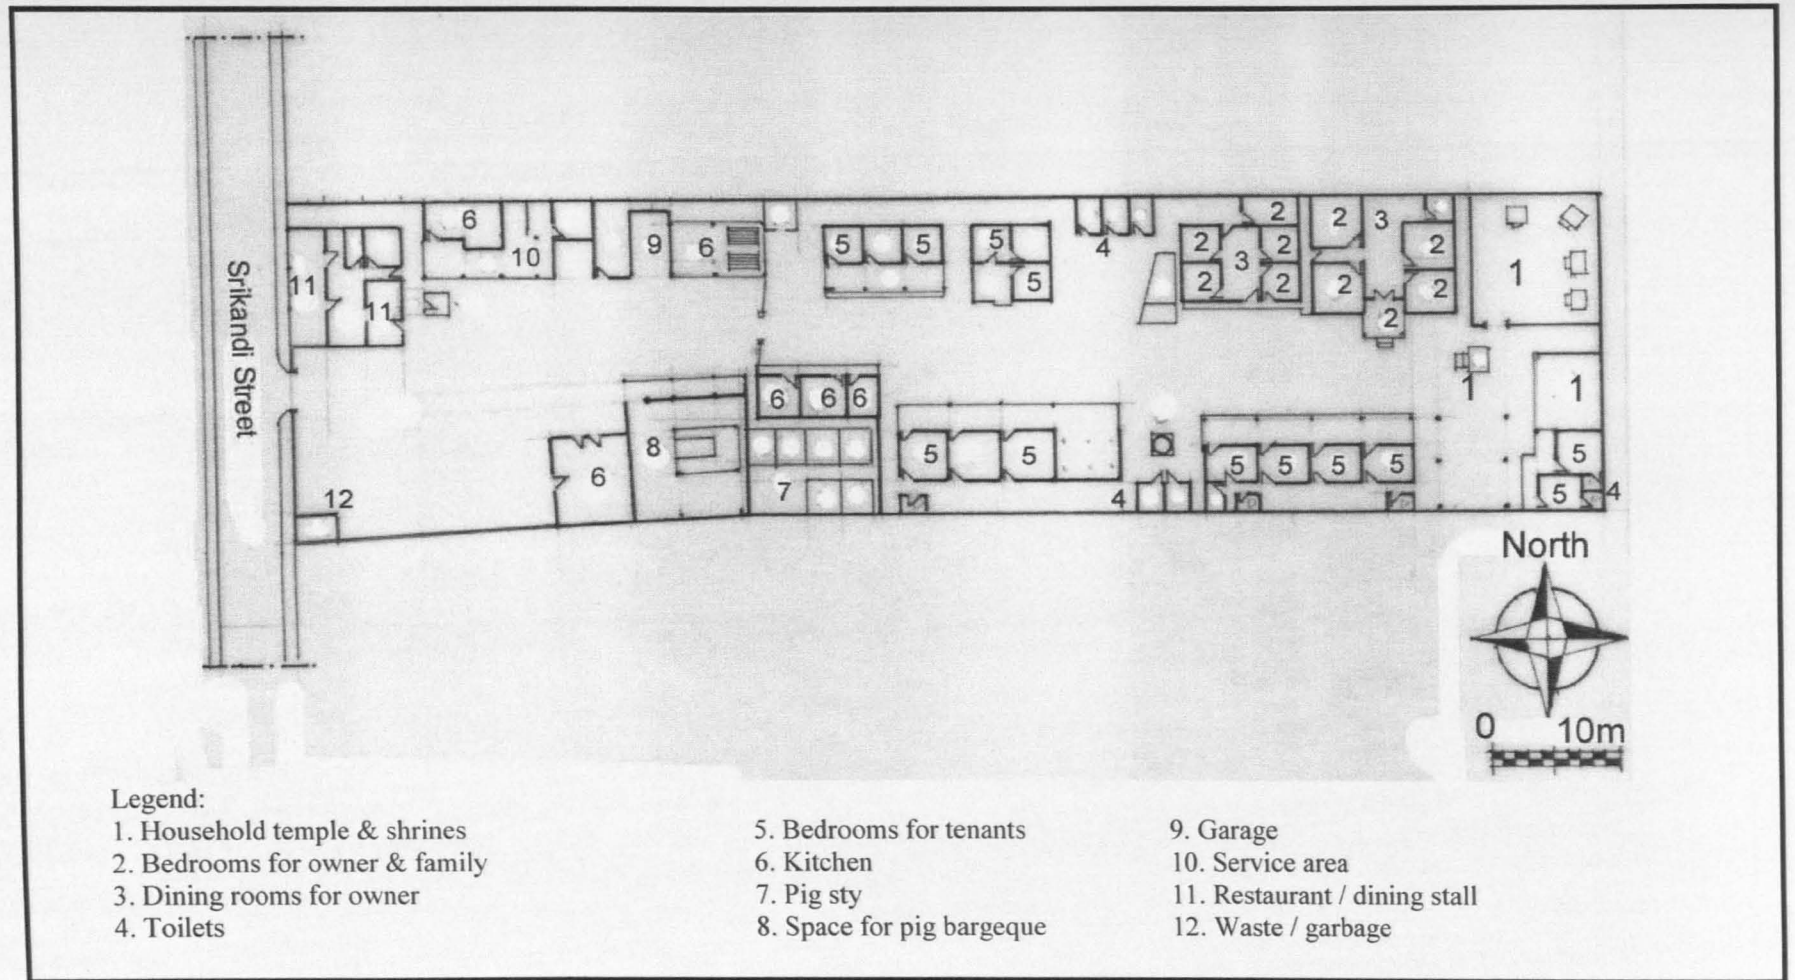 6 2 2 3
9 6 5 5 5 4 2 2 2
10 3
11 5 2 2 2 2 1
11 2
Srikandi Street
1 1
6 6 6
8 5 5 5 5 5 5 5
6
12 7 4 5 4
North
0 10m
Legend:
1. Household temple & shrines
2. Bedrooms for owner & family
3. Dining rooms for owner
4. Toilets
5. Bedrooms for tenants
6. Kitchen
7. Pig sty
8. Space for pig bargeque
9. Garage
10. Service area
11. Restaurant / dining stall
12. Waste / garbage